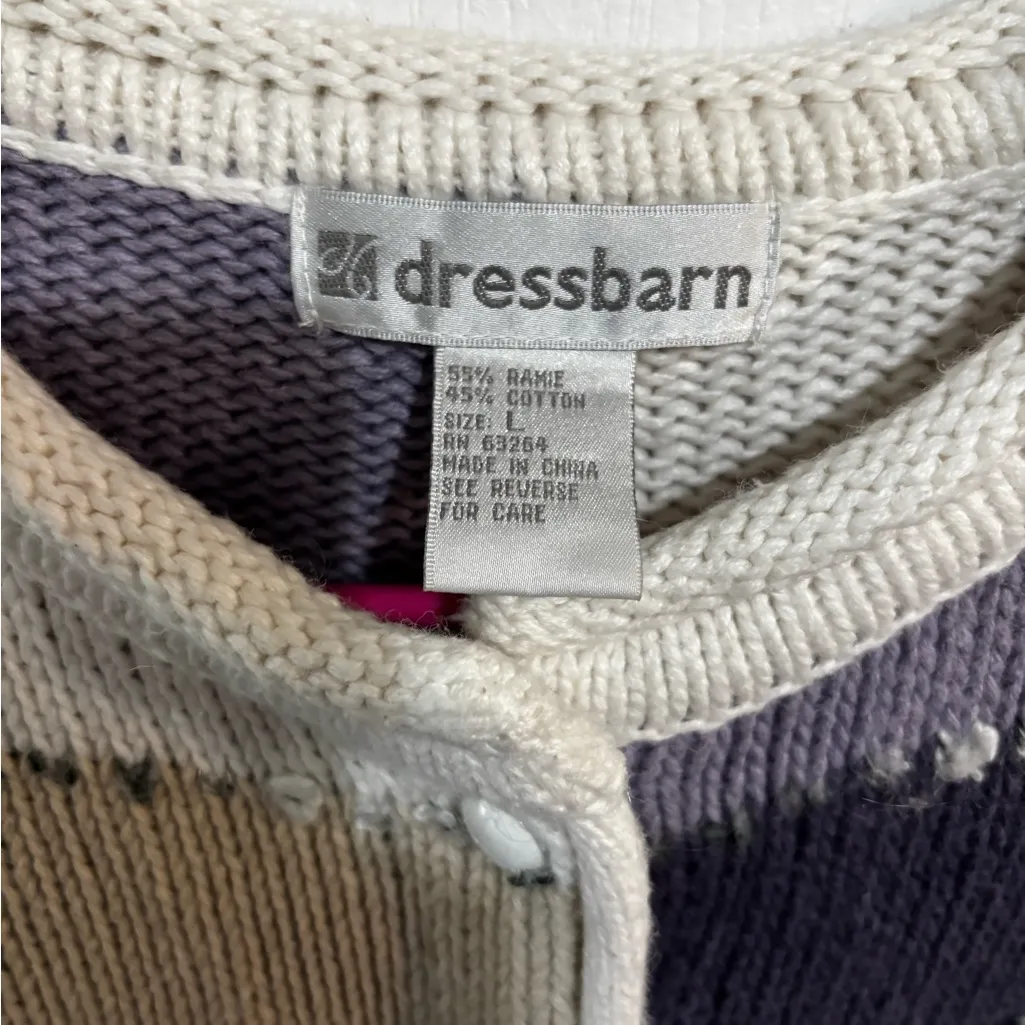 dressbarn
55% RAMIE
45% COTTON
SIZE: L
RN 63264
MADE IN CHINA
SEE REVERSE
FOR CARE